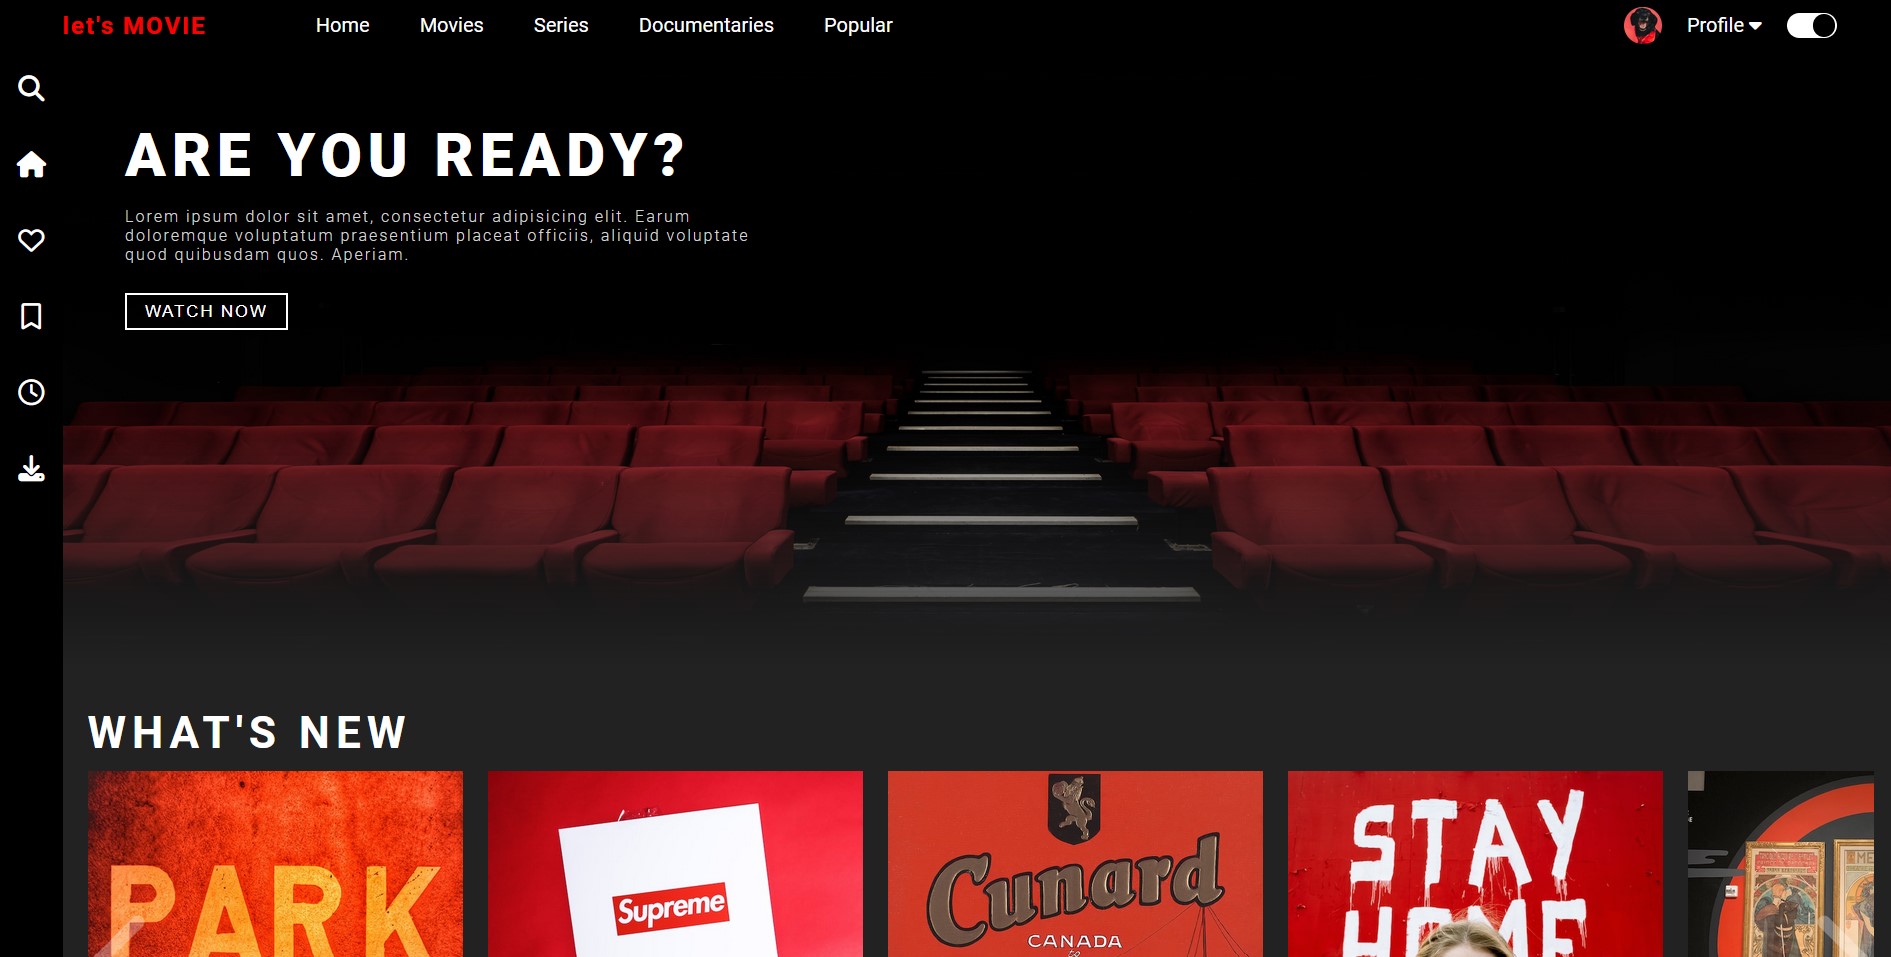 let's MOVIE
Home Movies Series Documentaries Popular
Profile
ARE YOU READY?
Lorem ipsum dolor sit amet, consectetur adipisicing elit. Earum
doloremque voluptatum praesentium placeat officiis, aliquid voluptate
quod quibusdam quos. Aperiam.
WATCH NOW
WHAT'S NEW
PARK
Supreme
Cunard
CANADA
to
STAY
HOME
ME